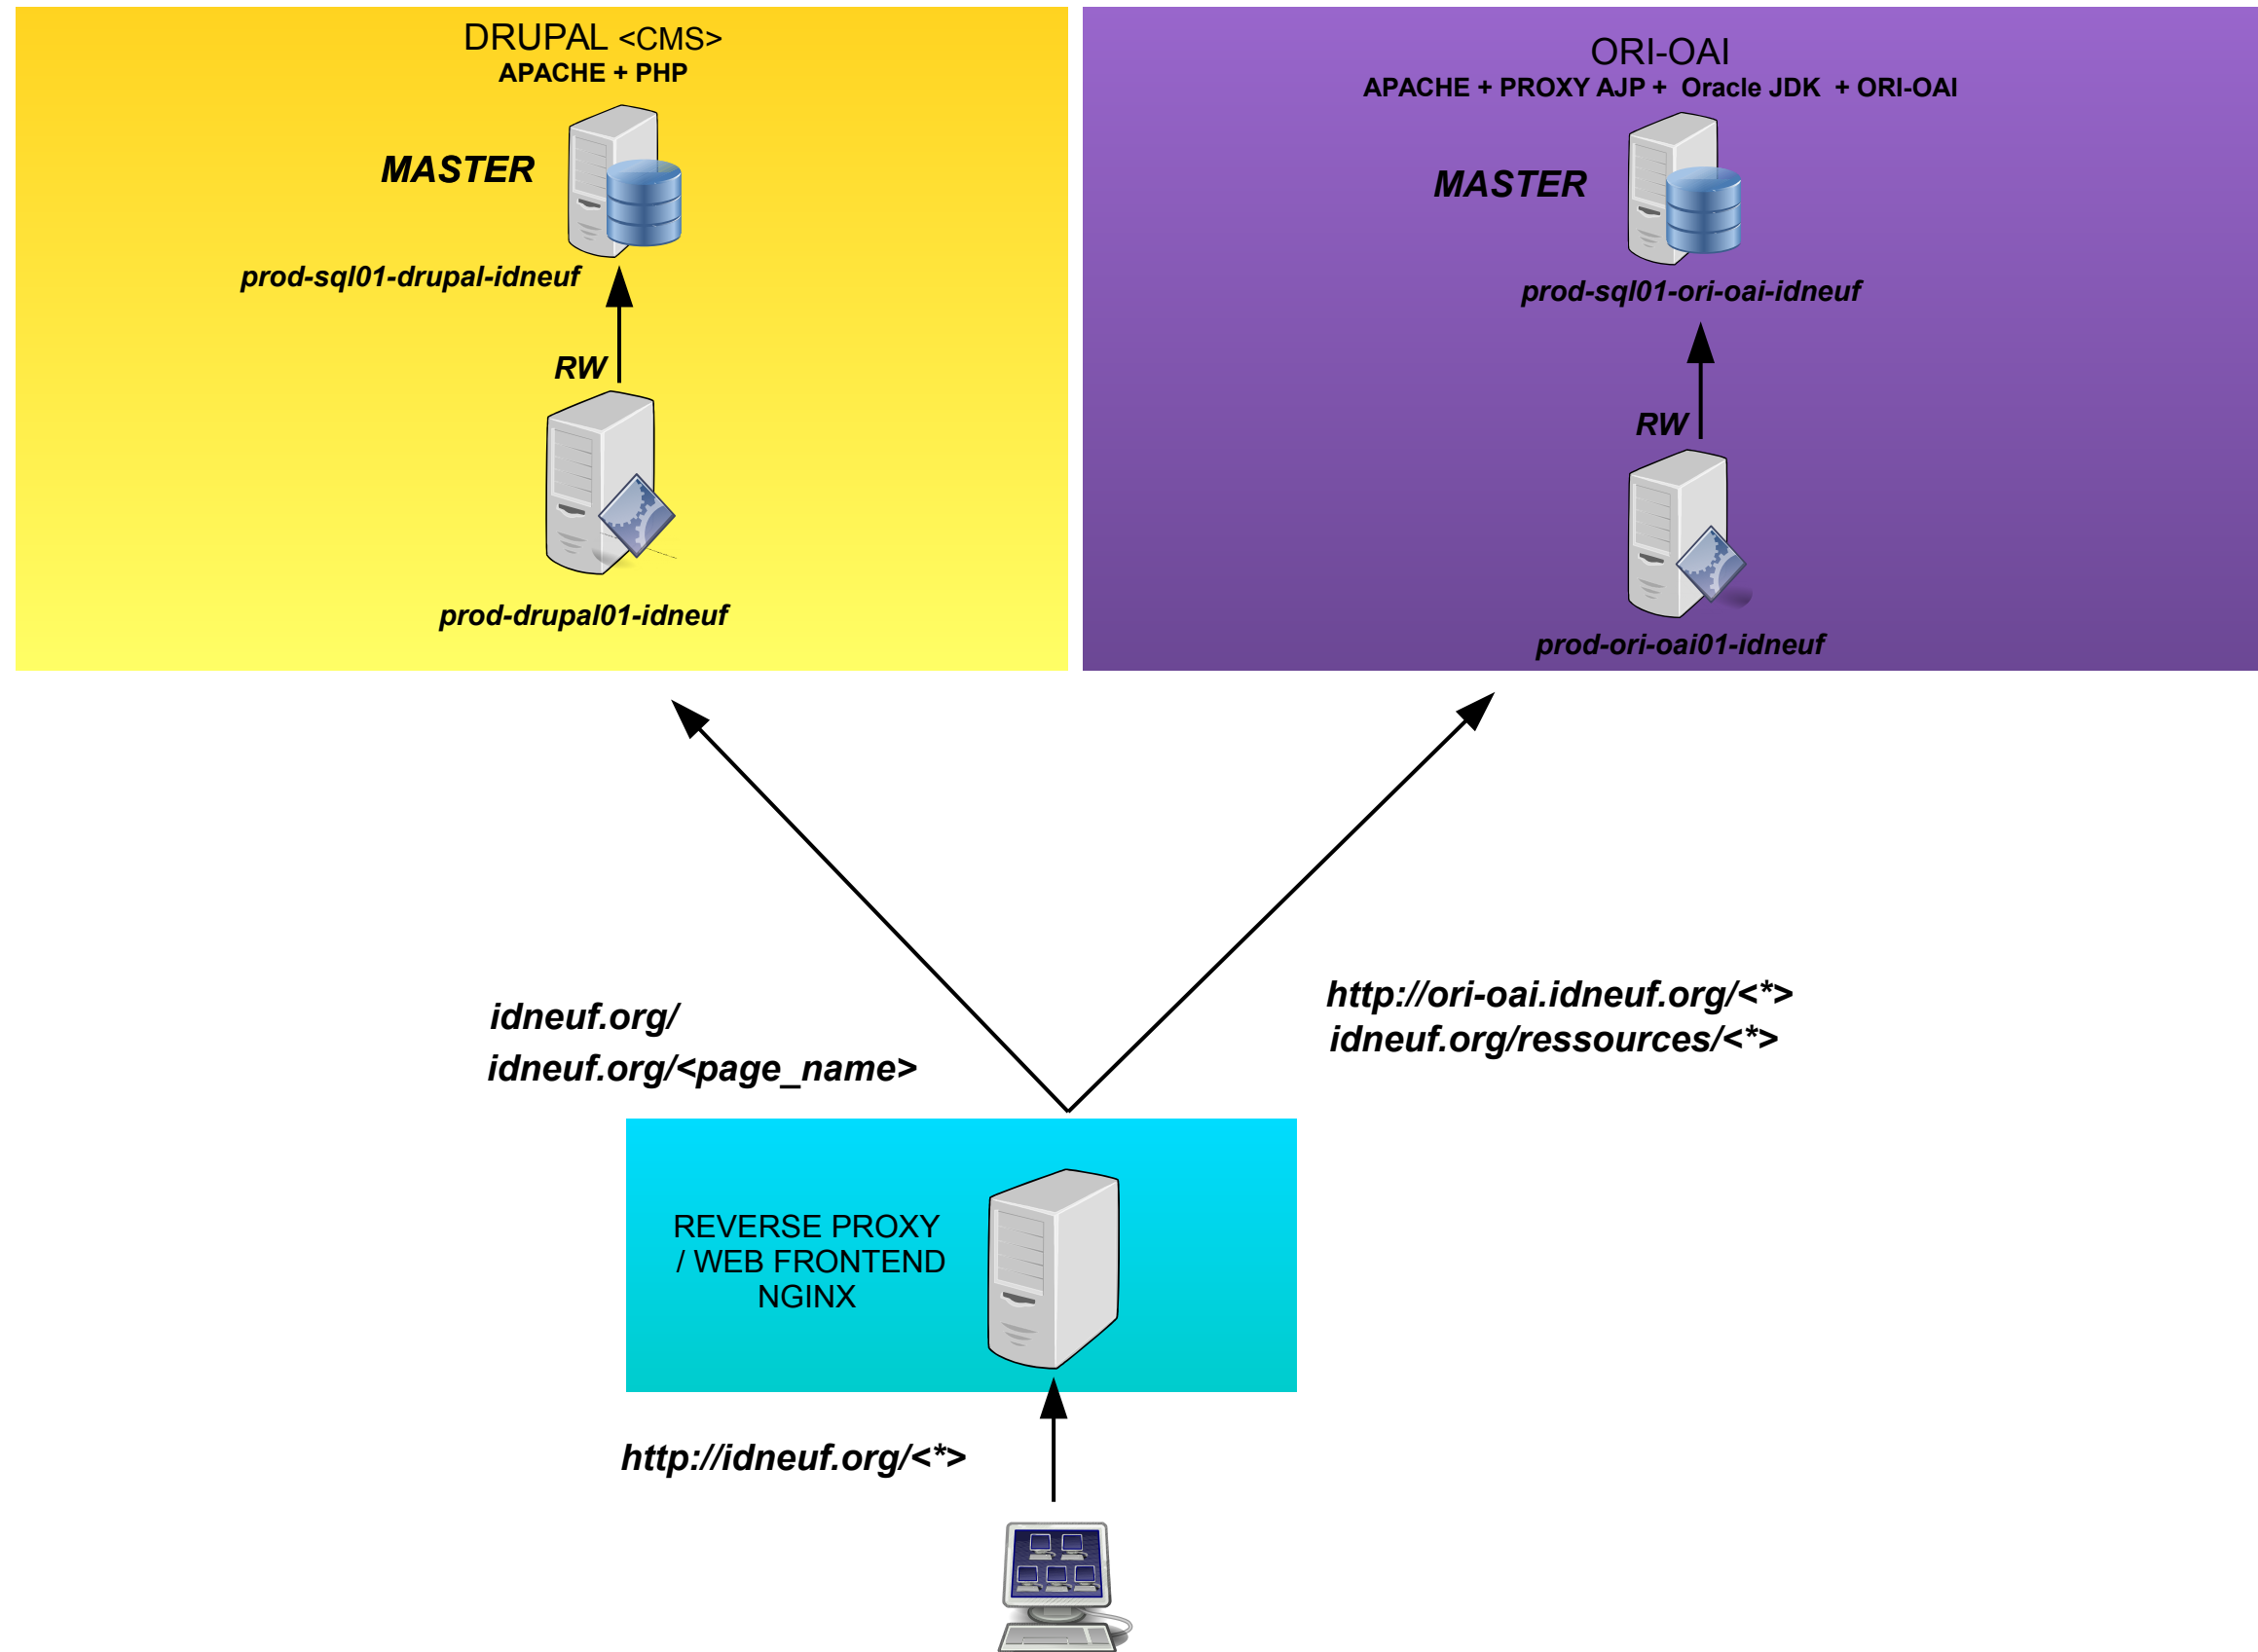 DRUPAL <CMS>
APACHE + PHP
MASTER
prod-sql01-drupal-idneuf
RW
prod-drupal01-idneuf
ORI-OAI
APACHE + PROXY AJP + Oracle JDK + ORI-OAI
MASTER
prod-sql01-ori-oai-idneuf
RW
prod-ori-oai01-idneuf
idneuf.org/
idneuf.org/<page_name>
http://ori-oai.idneuf.org/<*>
idneuf.org/ressources/<*>
REVERSE PROXY
/ WEB FRONTEND
NGINX
http://idneuf.org/<*>